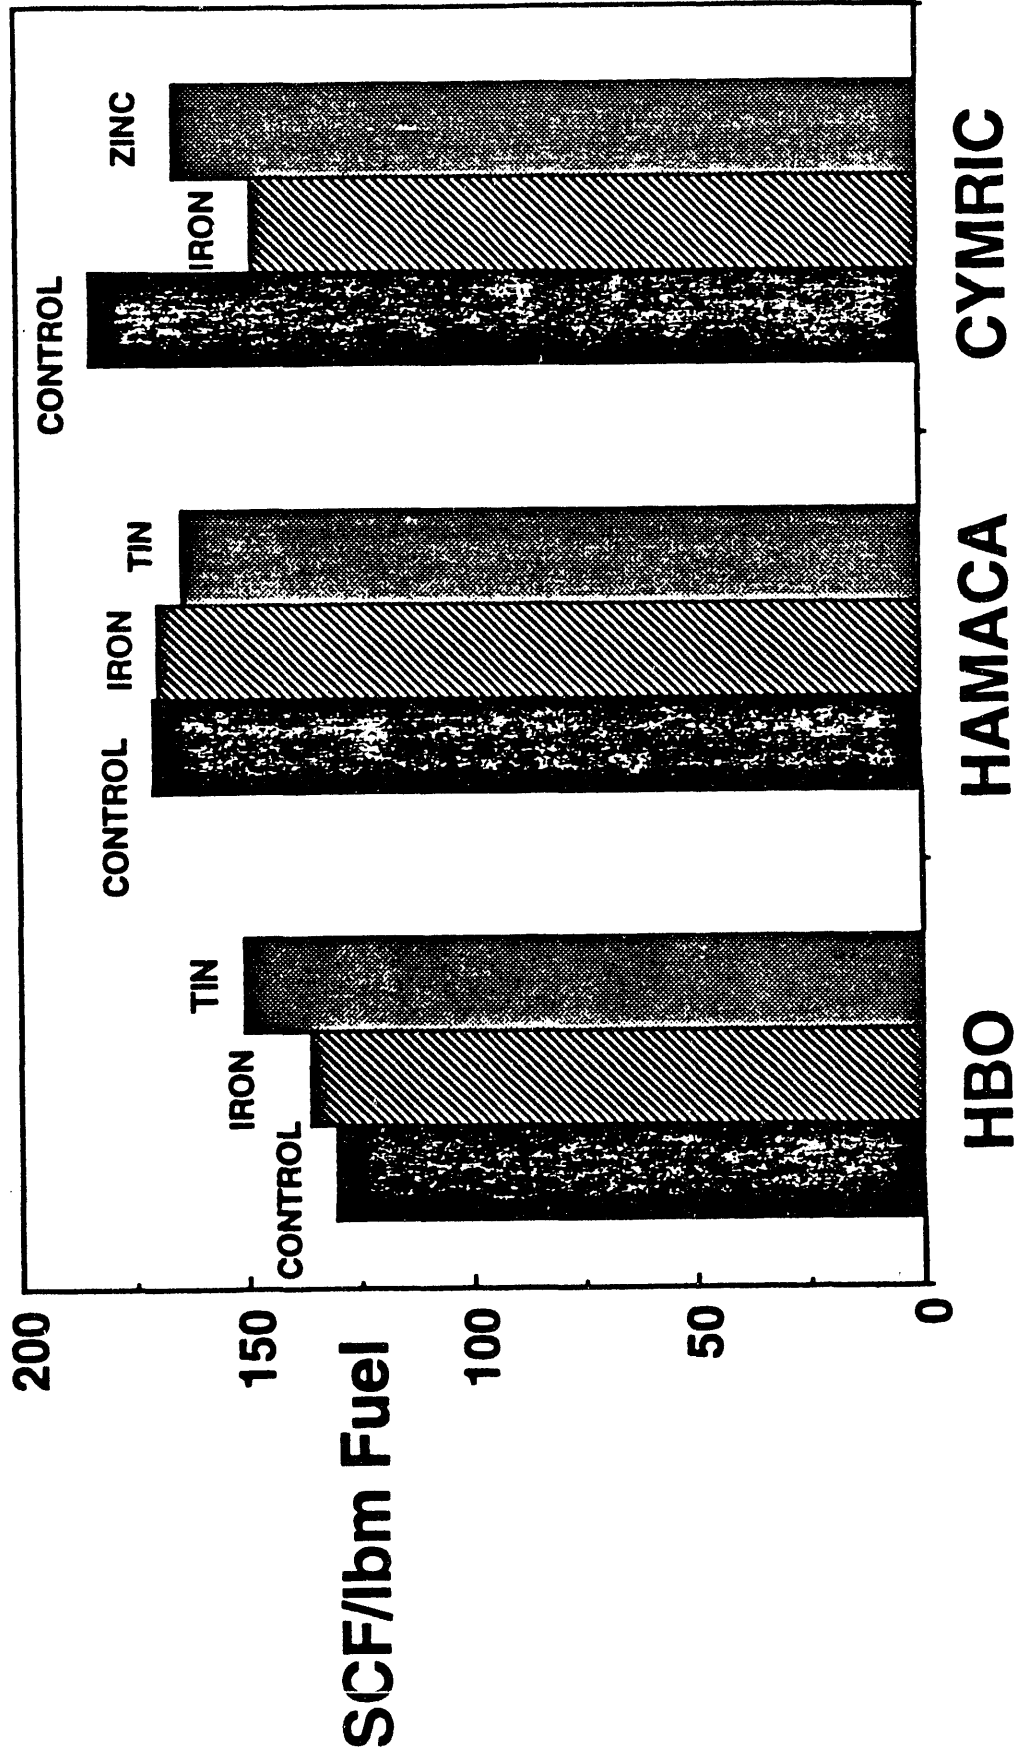 SCF/lbm Fuel
200
150
100
50
0
CONTROL
IRON
TIN
CONTROL
IRON
TIN
CONTROL
IRON
ZINC
HBO
HAMACA
CYMRIC